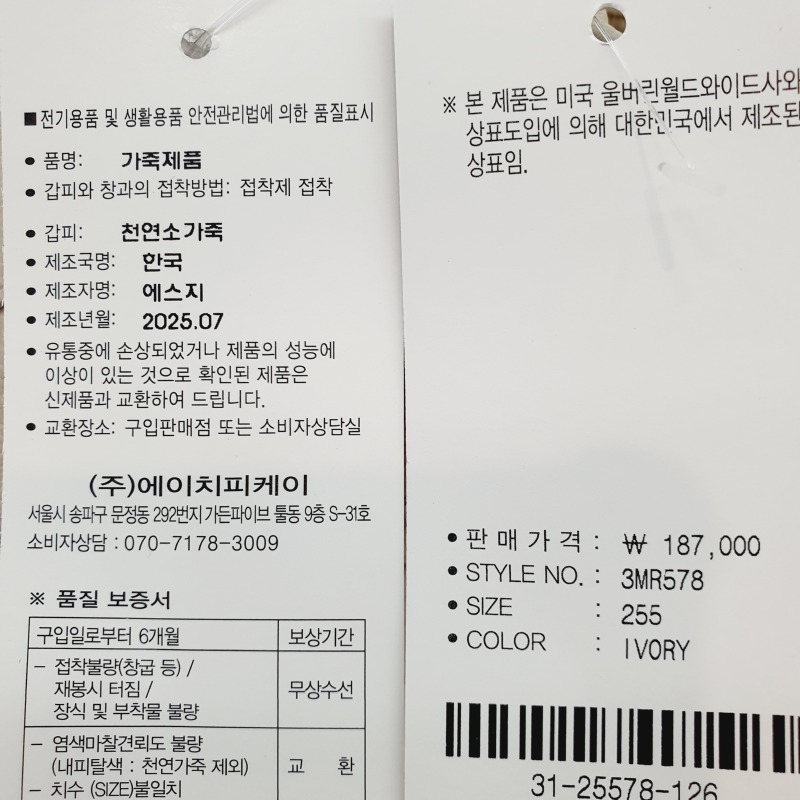 ■전기용품 및 생활용품 안전관리법에 의한 품질표시
● 품명: 가죽제품
● 갑피와 창과의 접착방법: 접착제 접착
● 갑피: 천연소가죽
● 제조국명: 한국
● 제조자명: 에스지
● 제조년월: 2025.07
● 유통중에 손상되었거나 제품의 성능에
이상이 있는 것으로 확인된 제품은
신제품과 교환하여 드립니다.
● 교환장소: 구입판매점 또는 소비자상담실
(주)에이치피케이
서울시 송파구 문정동 292번지 가든파이브 툴동 9층 S-31호
소비자상담 : 070-7178-3009
※ 품질 보증서
구입일로부터 6개월 보상기간
- 접착불량(창굽 등) /
재봉시 터짐 /
장식 및 부착물 불량
무상수선
- 염색마찰견뢰도 불량
(내피탈색 : 천연가죽 제외)
- 치수 (SIZE)불일치
교 환
※ 본 제품은 미국 울버린월드와이드사와
상표도입에 의해 대한민국에서 제조된
상표임.
● 판매가격 : ₩ 187,000
● STYLE NO. : 3MR578
● SIZE : 255
● COLOR : IVORY
31-25578-126